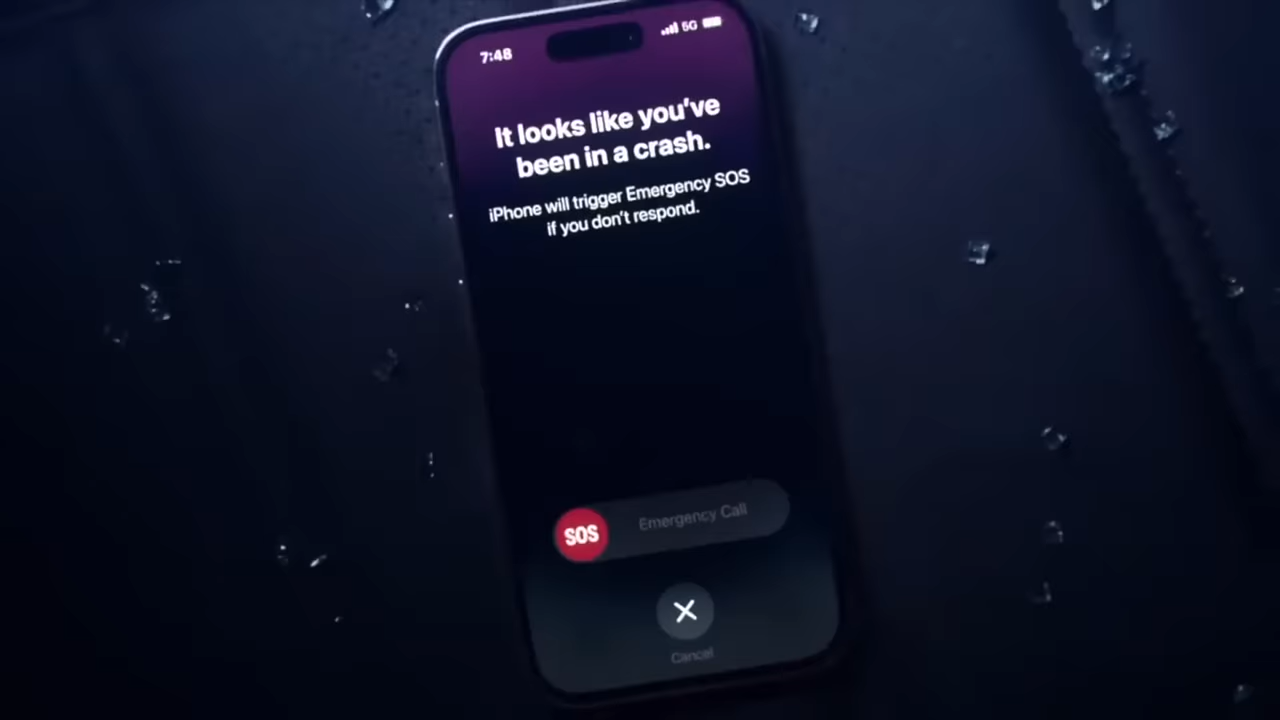 7:48
5G
It looks like you've
been in a crash.
iPhone will trigger Emergency SOS
if you don't respond.
SOS
Emergency Call
Cancel